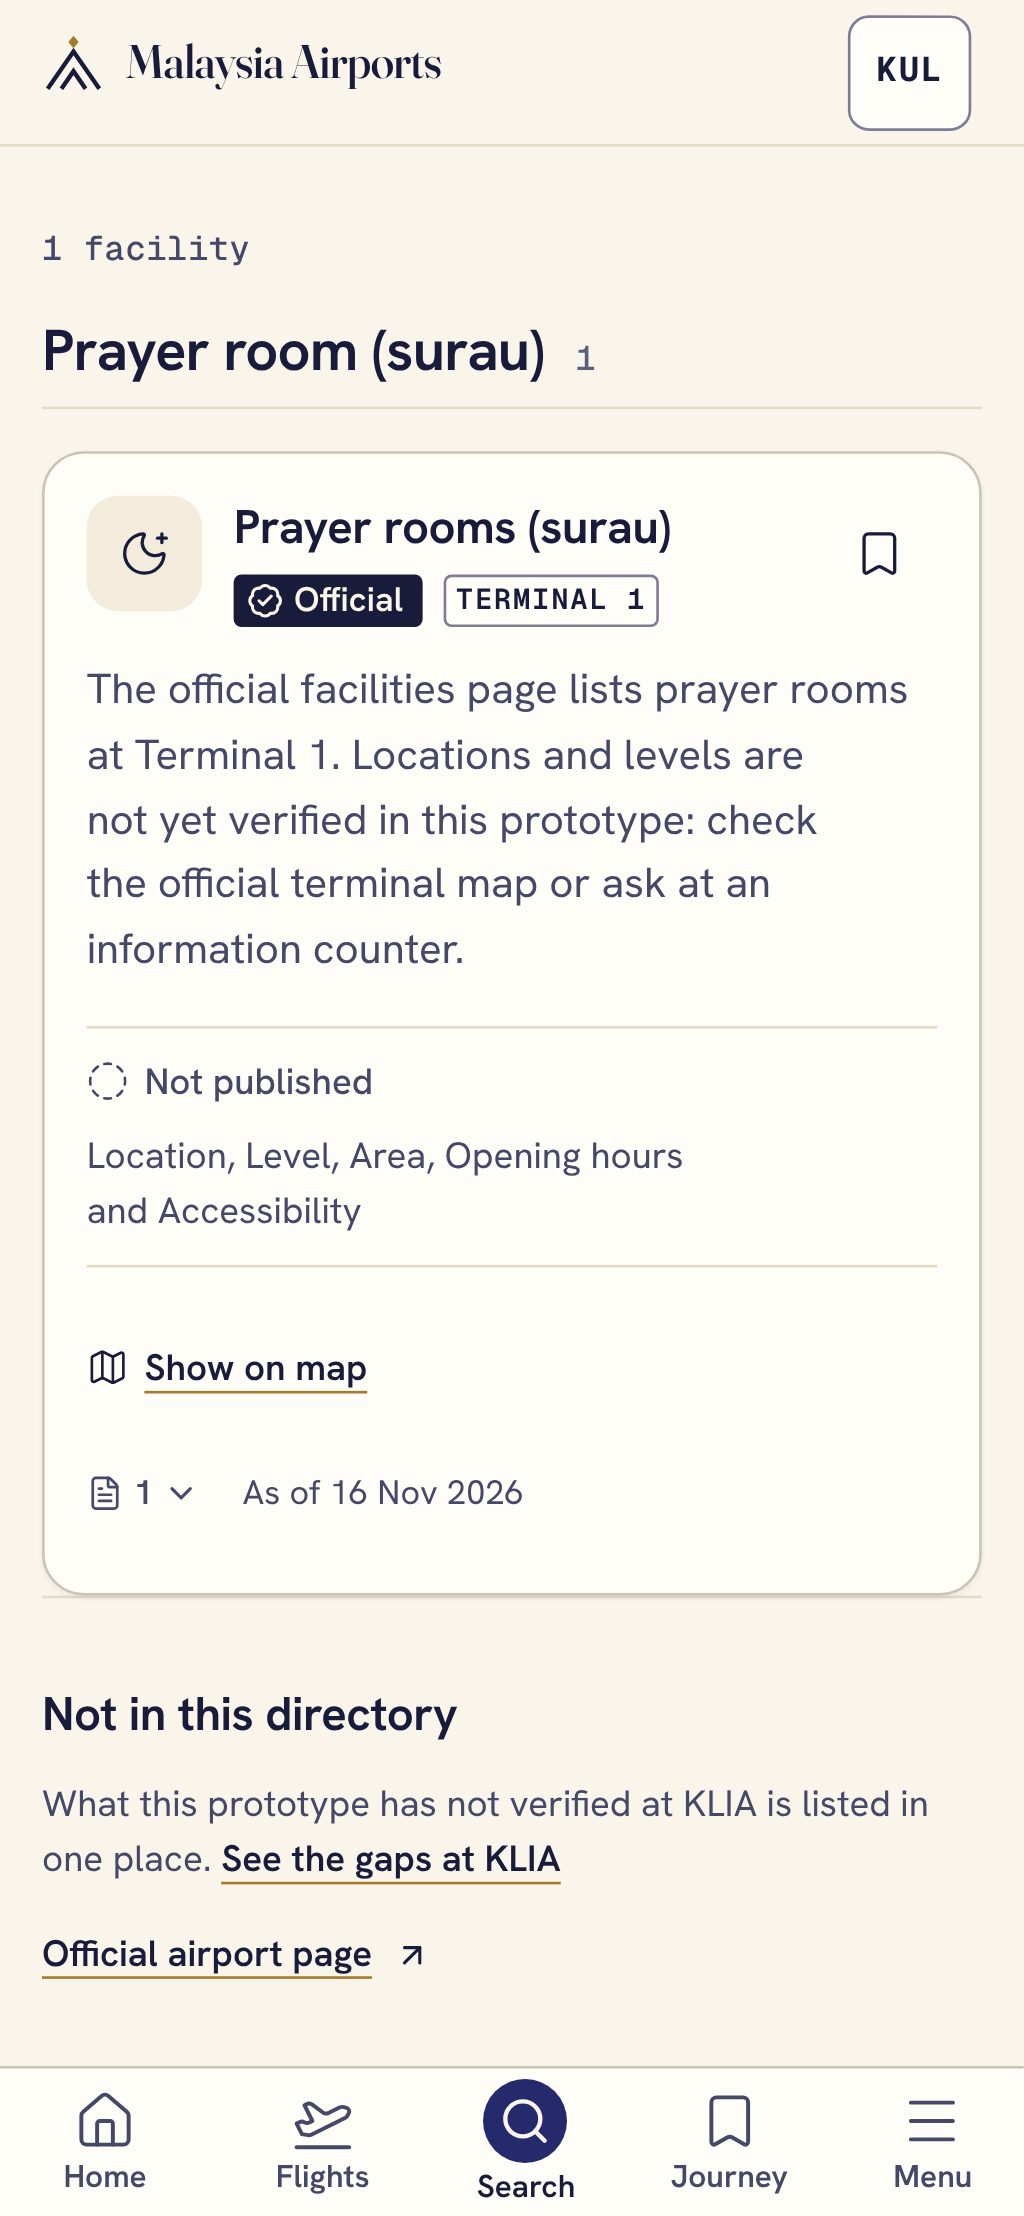 Malaysia Airports
KUL
1 facility
Prayer room (surau) 1
Prayer rooms (surau)
Official
TERMINAL 1
The official facilities page lists prayer rooms
at Terminal 1. Locations and levels are
not yet verified in this prototype: check
the official terminal map or ask at an
information counter.
Not published
Location, Level, Area, Opening hours
and Accessibility
Show on map
1 As of 16 Nov 2026
Not in this directory
What this prototype has not verified at KLIA is listed in
one place. See the gaps at KLIA
Official airport page
Home
Flights
Search
Journey
Menu